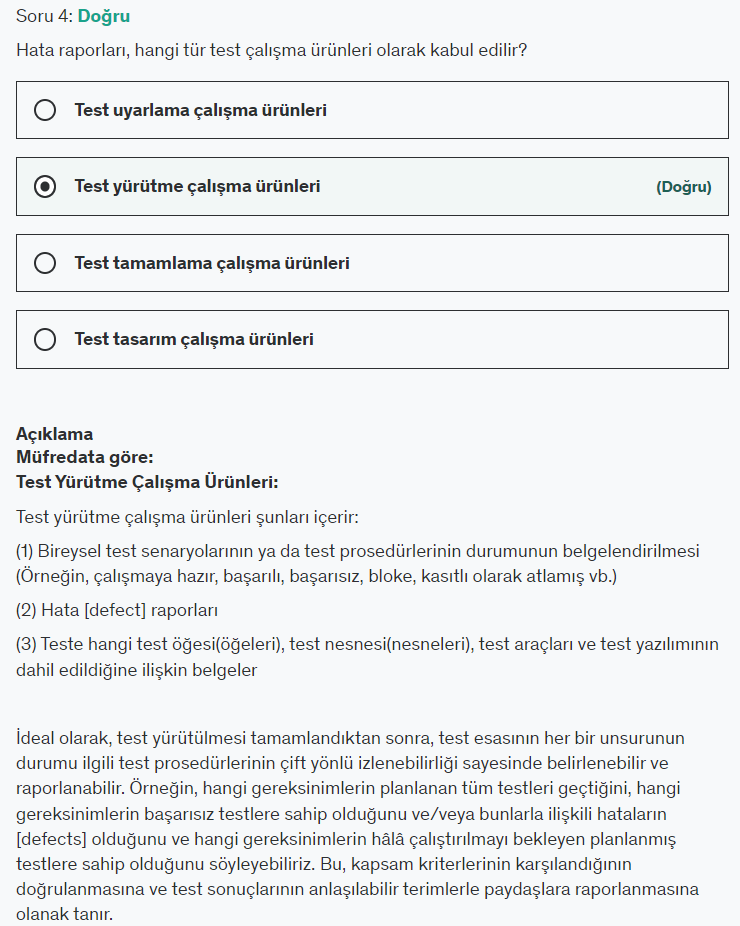 Soru 4: Doğru
Hata raporları, hangi tür test çalışma ürünleri olarak kabul edilir?
Test uyarlama çalışma ürünleri
Test yürütme çalışma ürünleri (Doğru)
Test tamamlama çalışma ürünleri
Test tasarım çalışma ürünleri
Açıklama
Müfredata göre:
Test Yürütme Çalışma Ürünleri:
Test yürütme çalışma ürünleri şunları içerir:
(1) Bireysel test senaryolarının ya da test prosedürlerinin durumunun belgelendirilmesi
(Örneğin, çalışmaya hazır, başarılı, başarısız, bloke, kasıtlı olarak atlamış vb.)
(2) Hata [defect] raporları
(3) Teste hangi test öğesi(öğeleri), test nesnesi(nesneleri), test araçları ve test yazılımının
dahil edildiğine ilişkin belgeler
İdeal olarak, test yürütülmesi tamamlandıktan sonra, test esasının her bir unsurunun
durumu ilgili test prosedürlerinin çift yönlü izlenebilirliği sayesinde belirlenebilir ve
raporlanabilir. Örneğin, hangi gereksinimlerin planlanan tüm testleri geçtiğini, hangi
gereksinimlerin başarısız testlere sahip olduğunu ve/veya bunlarla ilişkili hataların
[defects] olduğunu ve hangi gereksinimlerin hâlâ çalıştırılmayı bekleyen planlanmış
testlere sahip olduğunu söyleyebiliriz. Bu, kapsam kriterlerinin karşılandığının
doğrulanmasına ve test sonuçlarının anlaşılabilir terimlerle paydaşlara raporlanmasına
olanak tanır.